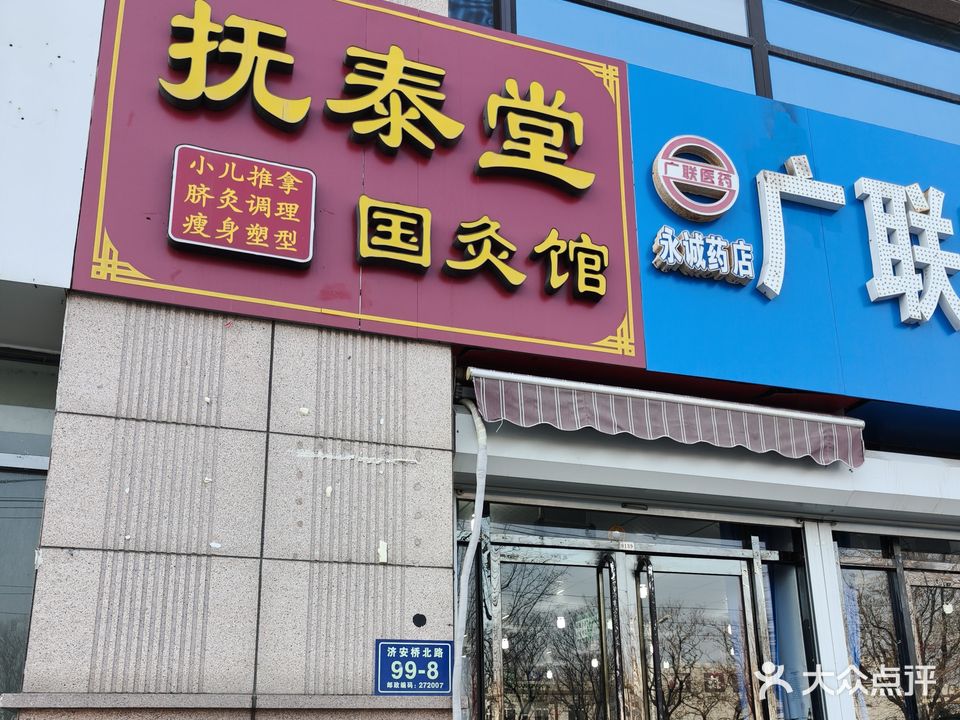 抚泰堂
小儿推拿
脐灸调理
瘦身塑型
国灸馆
广联医药
永诚药店
广联
济安桥北路
99-8
邮政编码：272007
大众点评